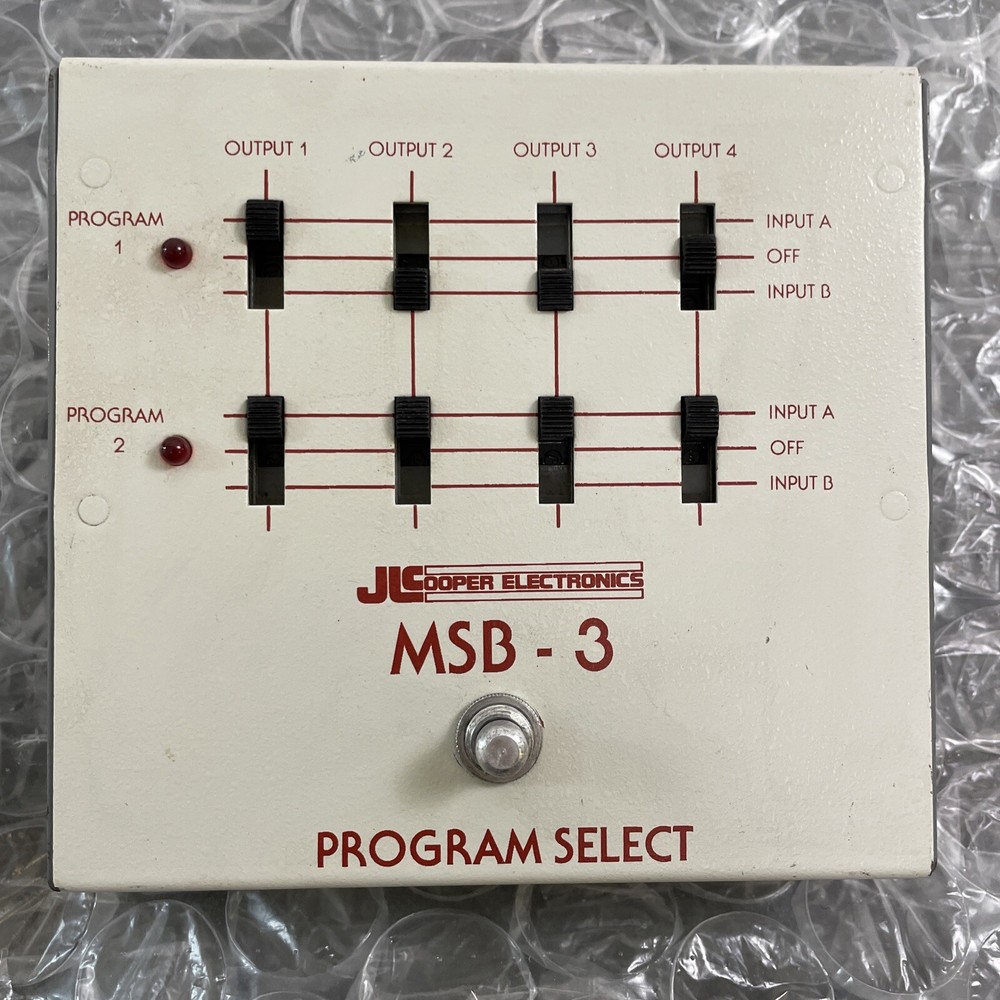 OUTPUT 1 OUTPUT 2 OUTPUT 3 OUTPUT 4
PROGRAM
1
INPUT A
OFF
INPUT B
PROGRAM
2
INPUT A
OFF
INPUT B
JLCOOPER ELECTRONICS
MSB - 3
PROGRAM SELECT